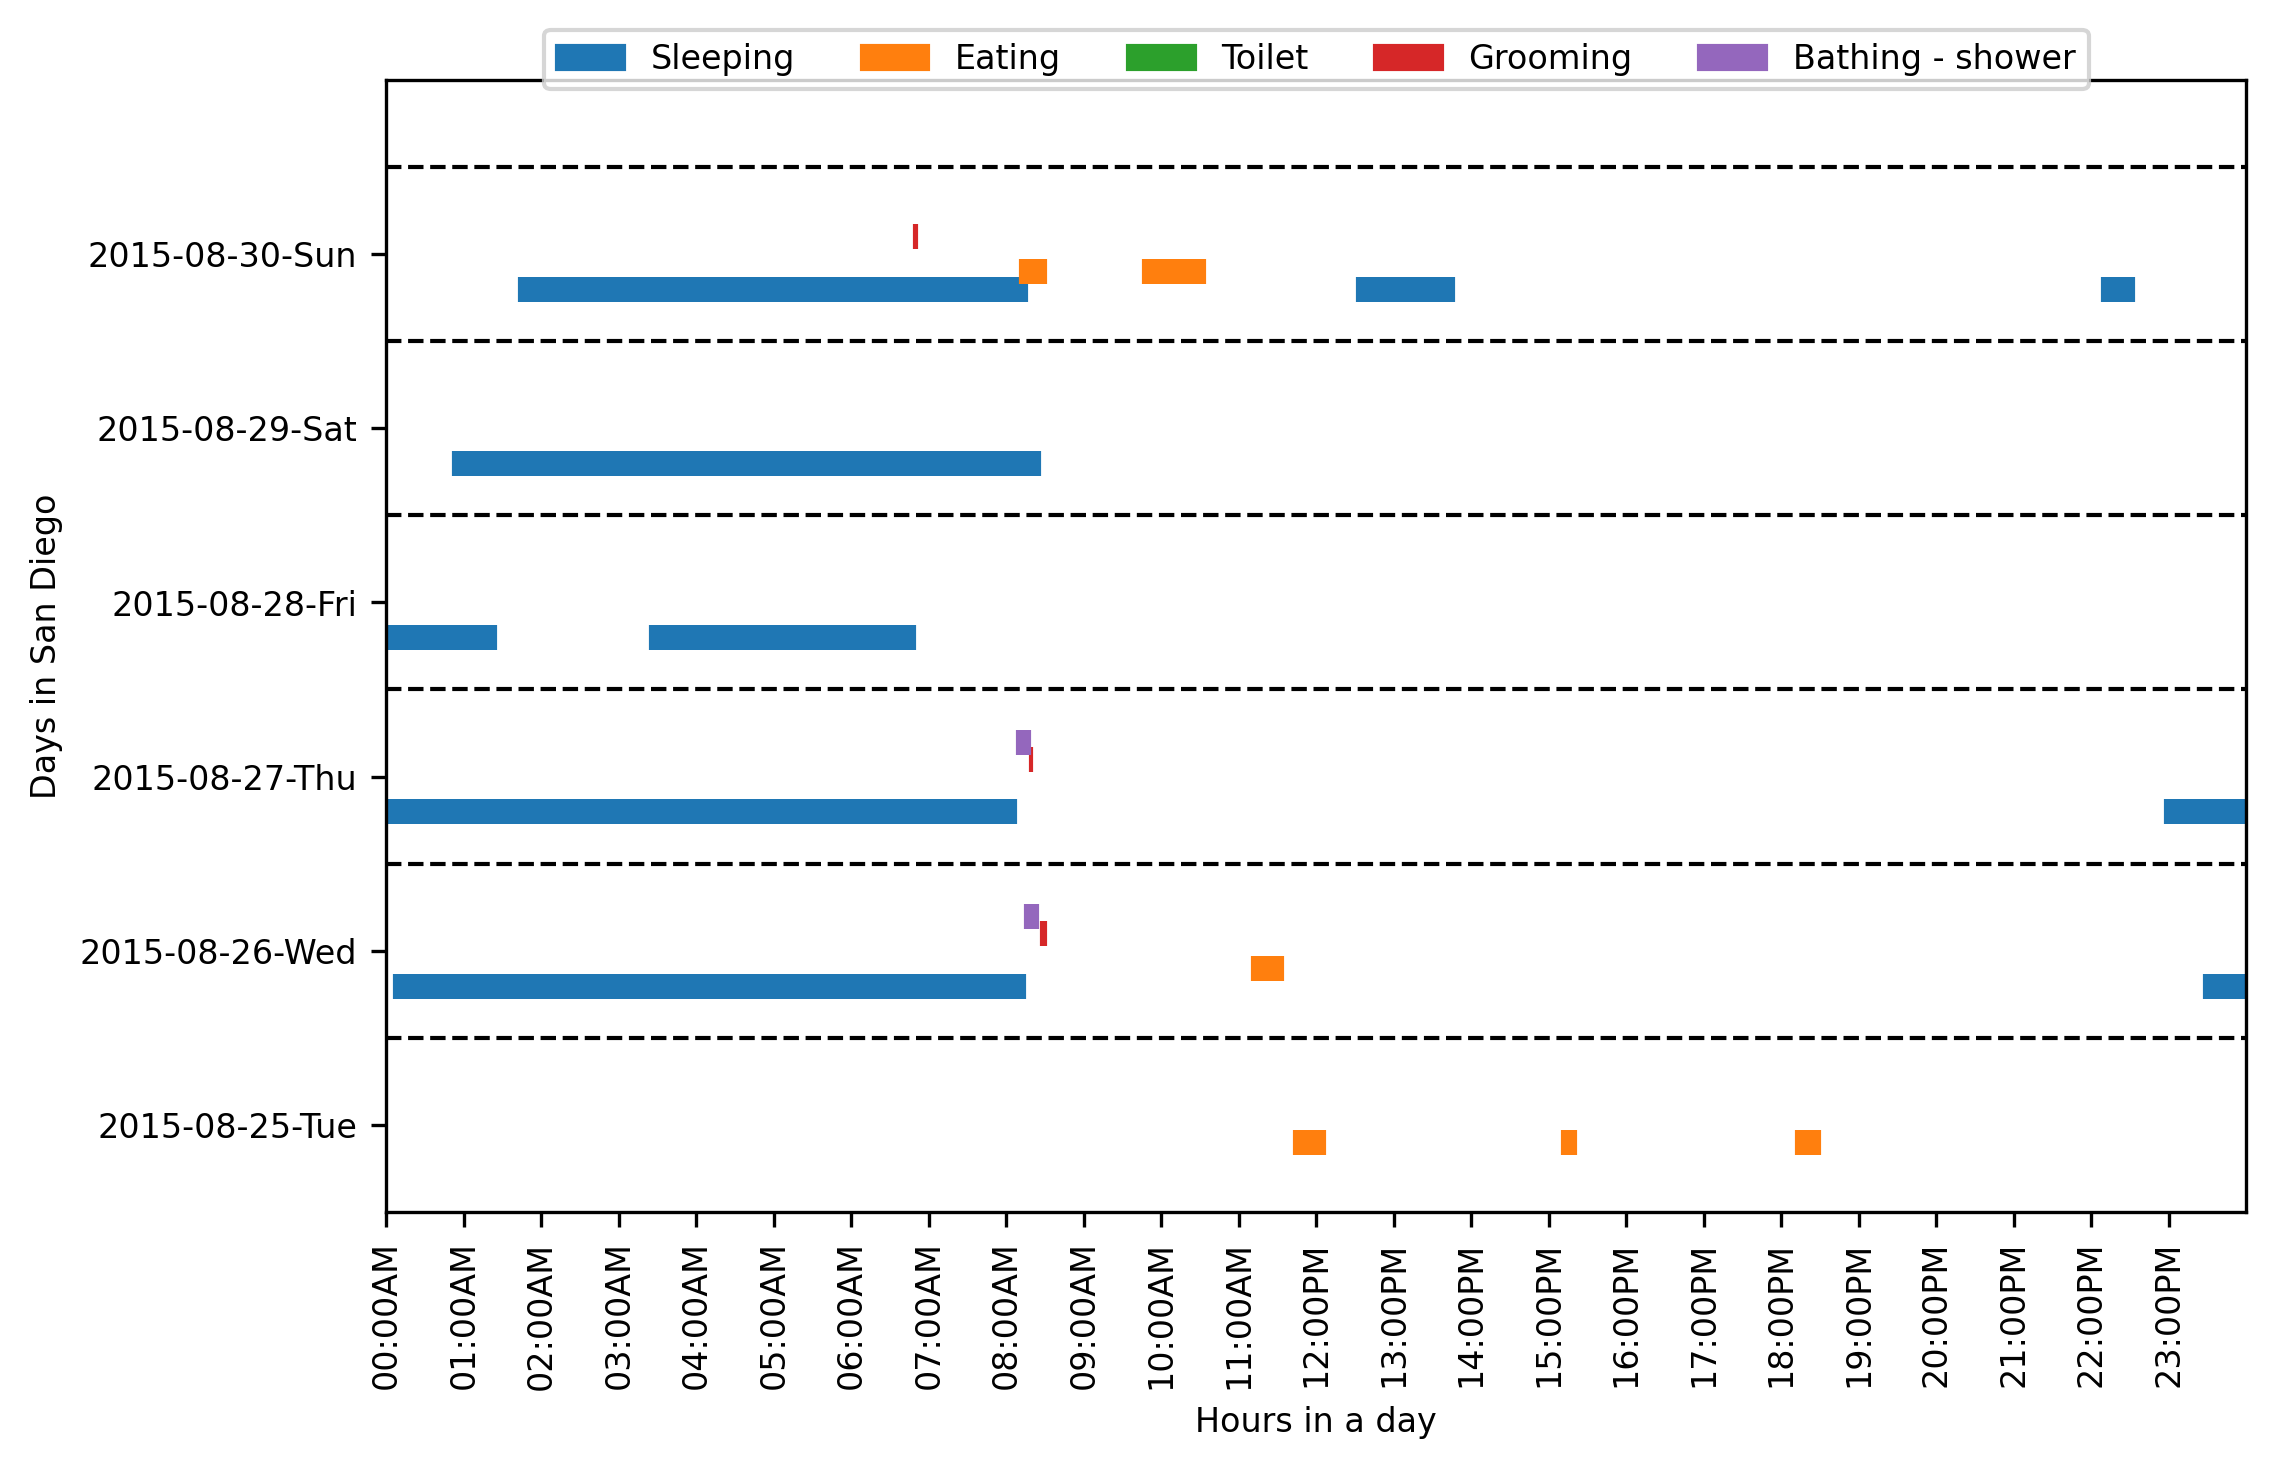 Sleeping Eating Toilet Grooming Bathing - shower
2015-08-30-Sun
2015-08-29-Sat
2015-08-28-Fri
2015-08-27-Thu
2015-08-26-Wed
2015-08-25-Tue
Days in San Diego
00:00AM
01:00AM
02:00AM
03:00AM
04:00AM
05:00AM
06:00AM
07:00AM
08:00AM
09:00AM
10:00AM
11:00AM
12:00PM
13:00PM
14:00PM
15:00PM
16:00PM
17:00PM
18:00PM
19:00PM
20:00PM
21:00PM
22:00PM
23:00PM
Hours in a day